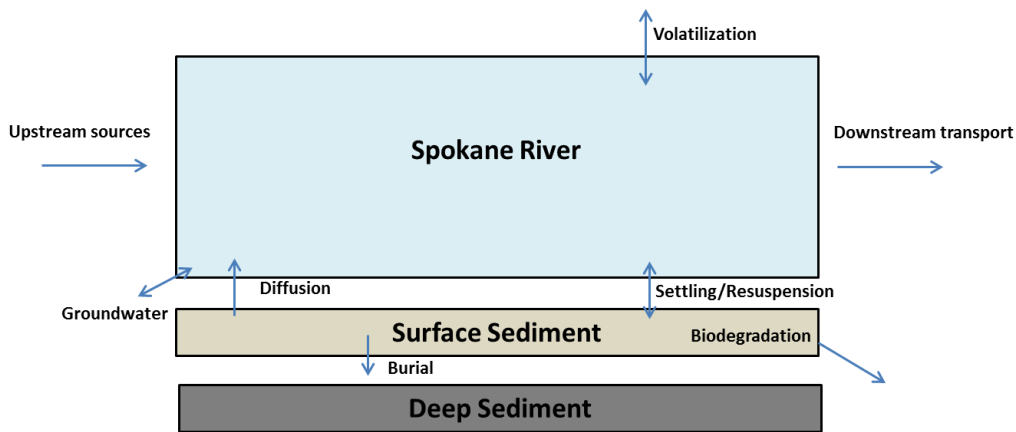 Volatilization
Upstream sources
Downstream transport
Spokane River
Diffusion
Settling/Resuspension
Groundwater
Surface Sediment
Biodegradation
Burial
Deep Sediment